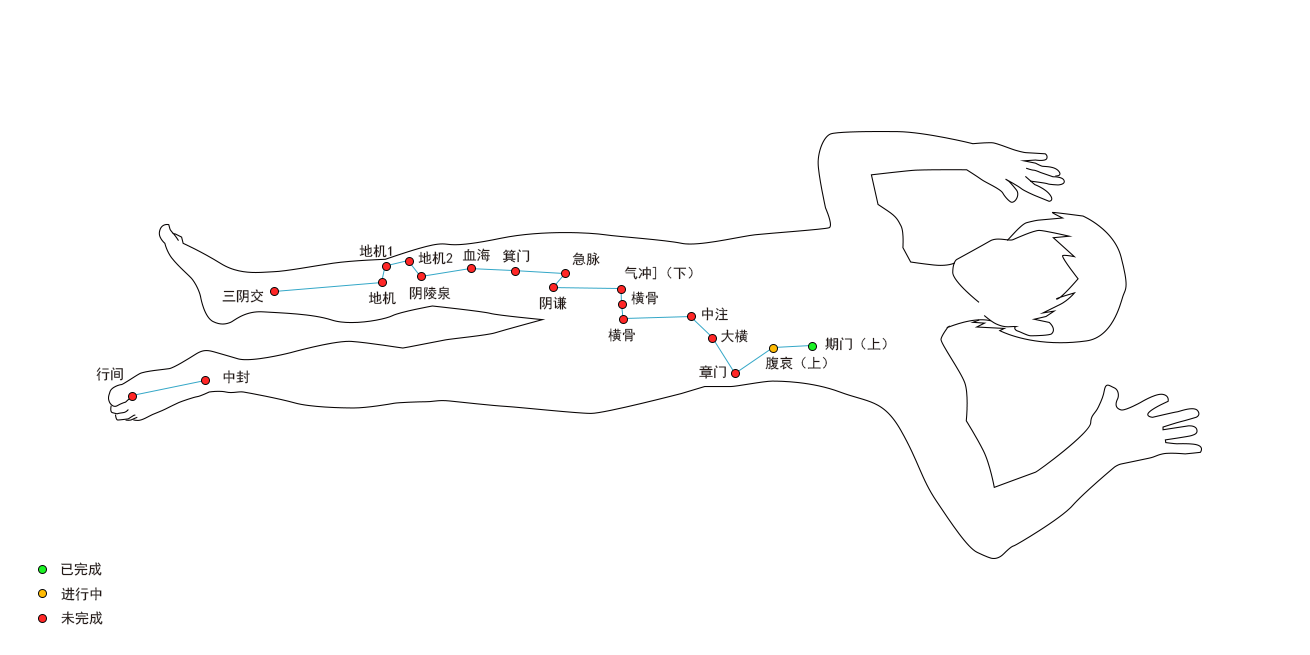 地机1
地机2
血海
箕门
急脉
气冲]（下）
三阴交
地机
阴陵泉
阴谦
横骨
横骨
中注
大横
期门（上）
腹哀（上）
章门
行间
中封
已完成
进行中
未完成